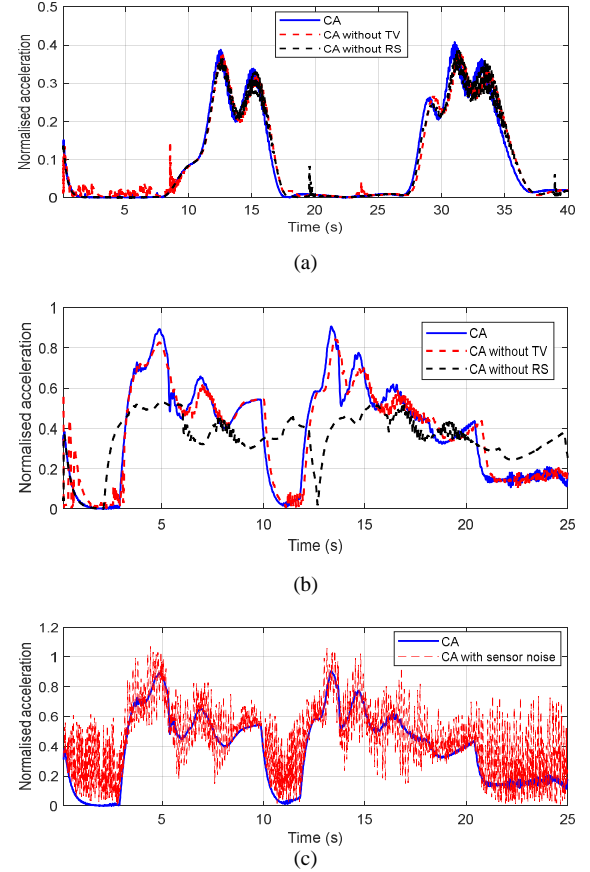 0.5
0.4
0.3
0.2
0.1
0
Normalised acceleration
CA
CA without TV
CA without RS
5 10 15 20 25 30 35 40
Time (s)
(a)
1
0.8
0.6
0.4
0.2
0
Normalised acceleration
CA
CA without TV
CA without RS
5 10 15 20 25
Time (s)
(b)
1.2
1
0.8
0.6
0.4
0.2
0
Normalised acceleration
CA
CA with sensor noise
5 10 15 20 25
Time (s)
(c)